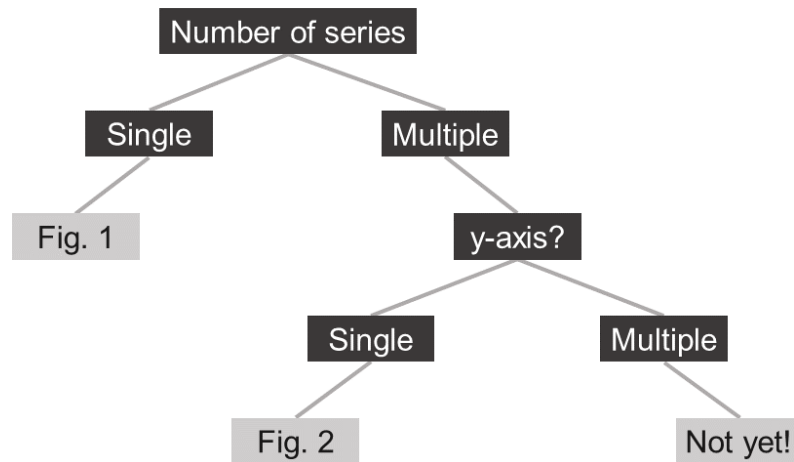 Number of series
Single
Multiple
Fig. 1
y-axis?
Single
Multiple
Fig. 2
Not yet!